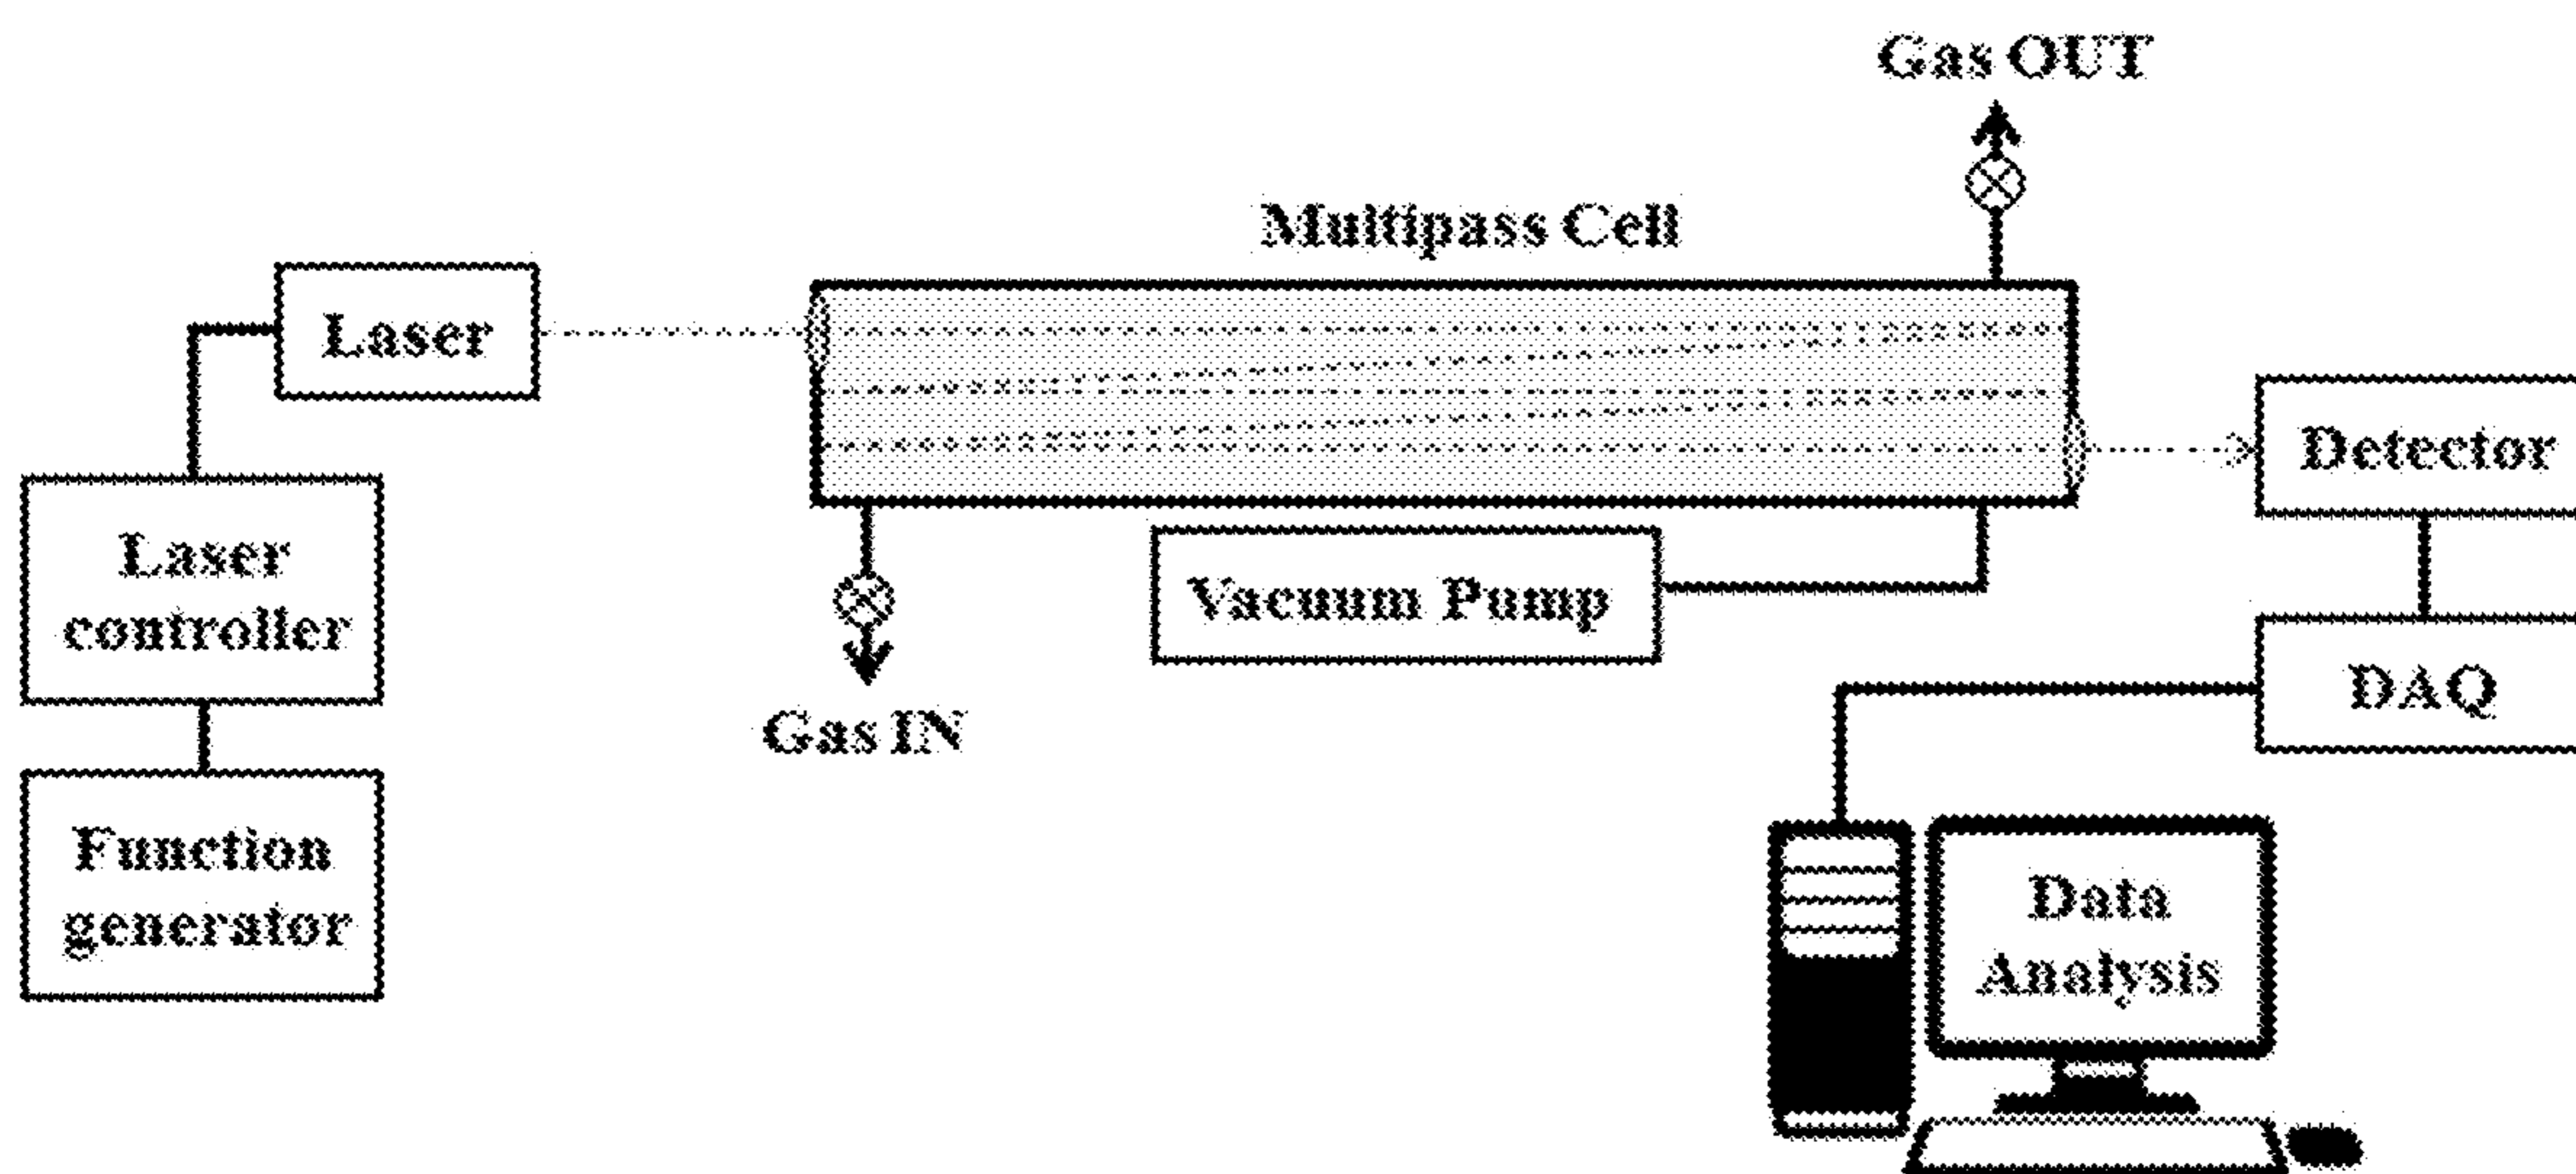 Gas OUT
Multipass Cell
Laser
Detector
Laser
controller
Vacuum Pump
DAQ
Gas IN
Function
generator
Data
Analysis